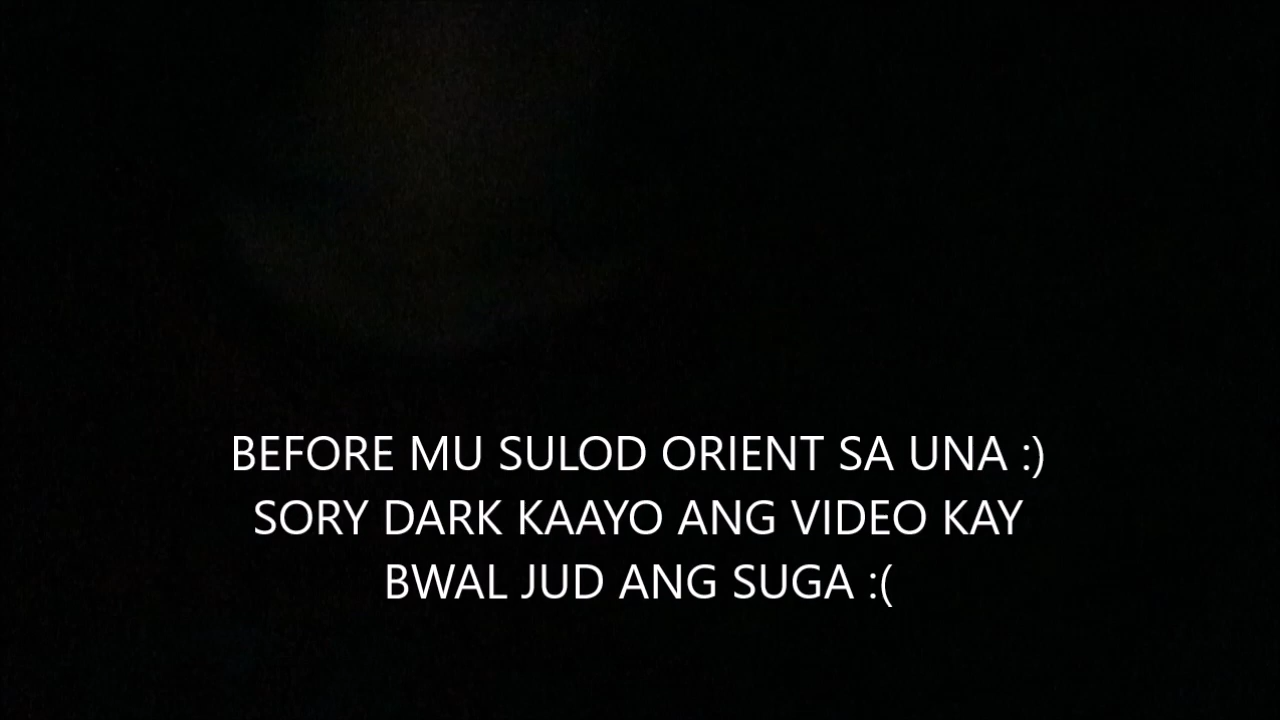 BEFORE MU SULOD ORIENT SA UNA :)
SORY DARK KAAYO ANG VIDEO KAY
BWAL JUD ANG SUGA :(